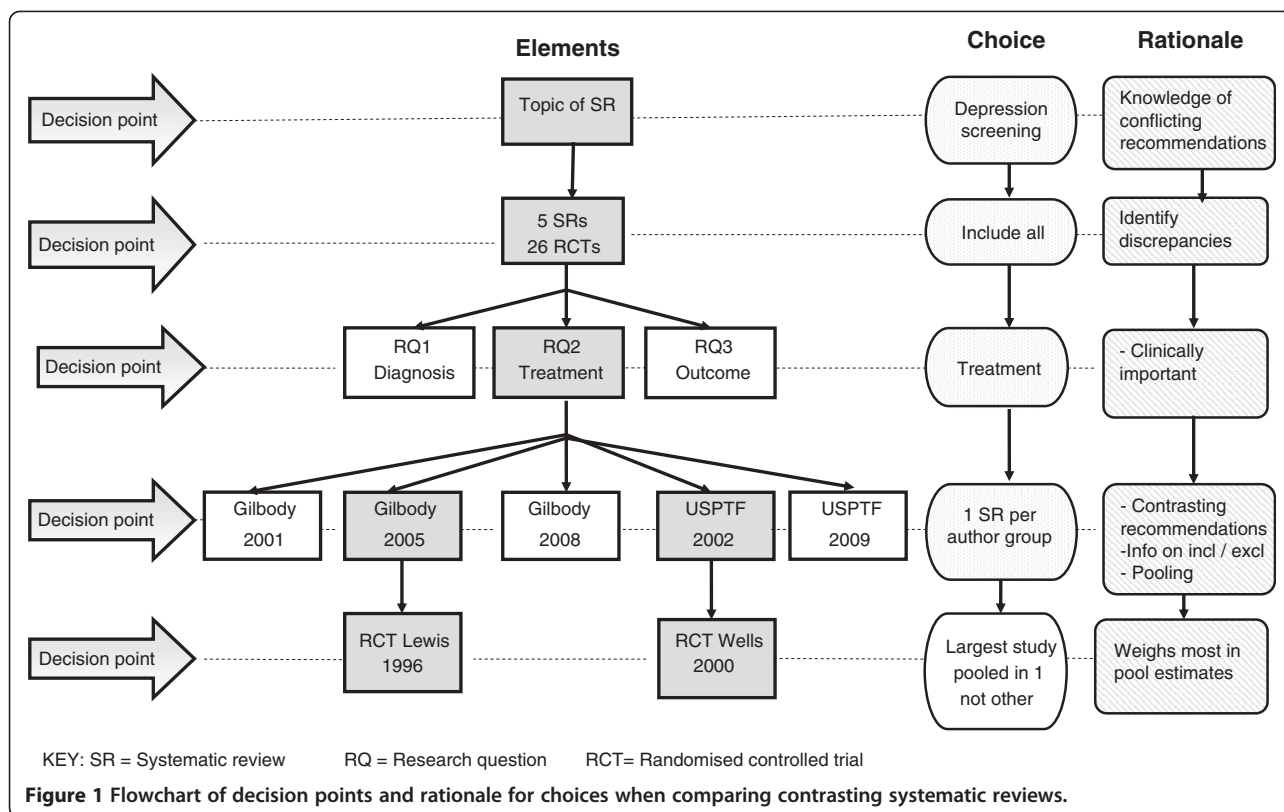 Elements
Choice
Rationale
Decision point
Topic of SR
Depression
screening
Knowledge of
conflicting
recommendations
Decision point
5 SRs
26 RCTs
Include all
Identify
discrepancies
Decision point
RQ1
Diagnosis
RQ2
Treatment
RQ3
Outcome
Treatment
- Clinically
important
Decision point
Gilbody
2001
Gilbody
2005
Gilbody
2008
USPTF
2002
USPTF
2009
1 SR per
author group
- Contrasting
recommendations
-Info on incl / excl
- Pooling
Decision point
RCT Lewis
1996
RCT Wells
2000
Largest study
pooled in 1
not other
Weighs most in
pool estimates
KEY: SR = Systematic review RQ = Research question RCT= Randomised controlled trial
Figure 1 Flowchart of decision points and rationale for choices when comparing contrasting systematic reviews.